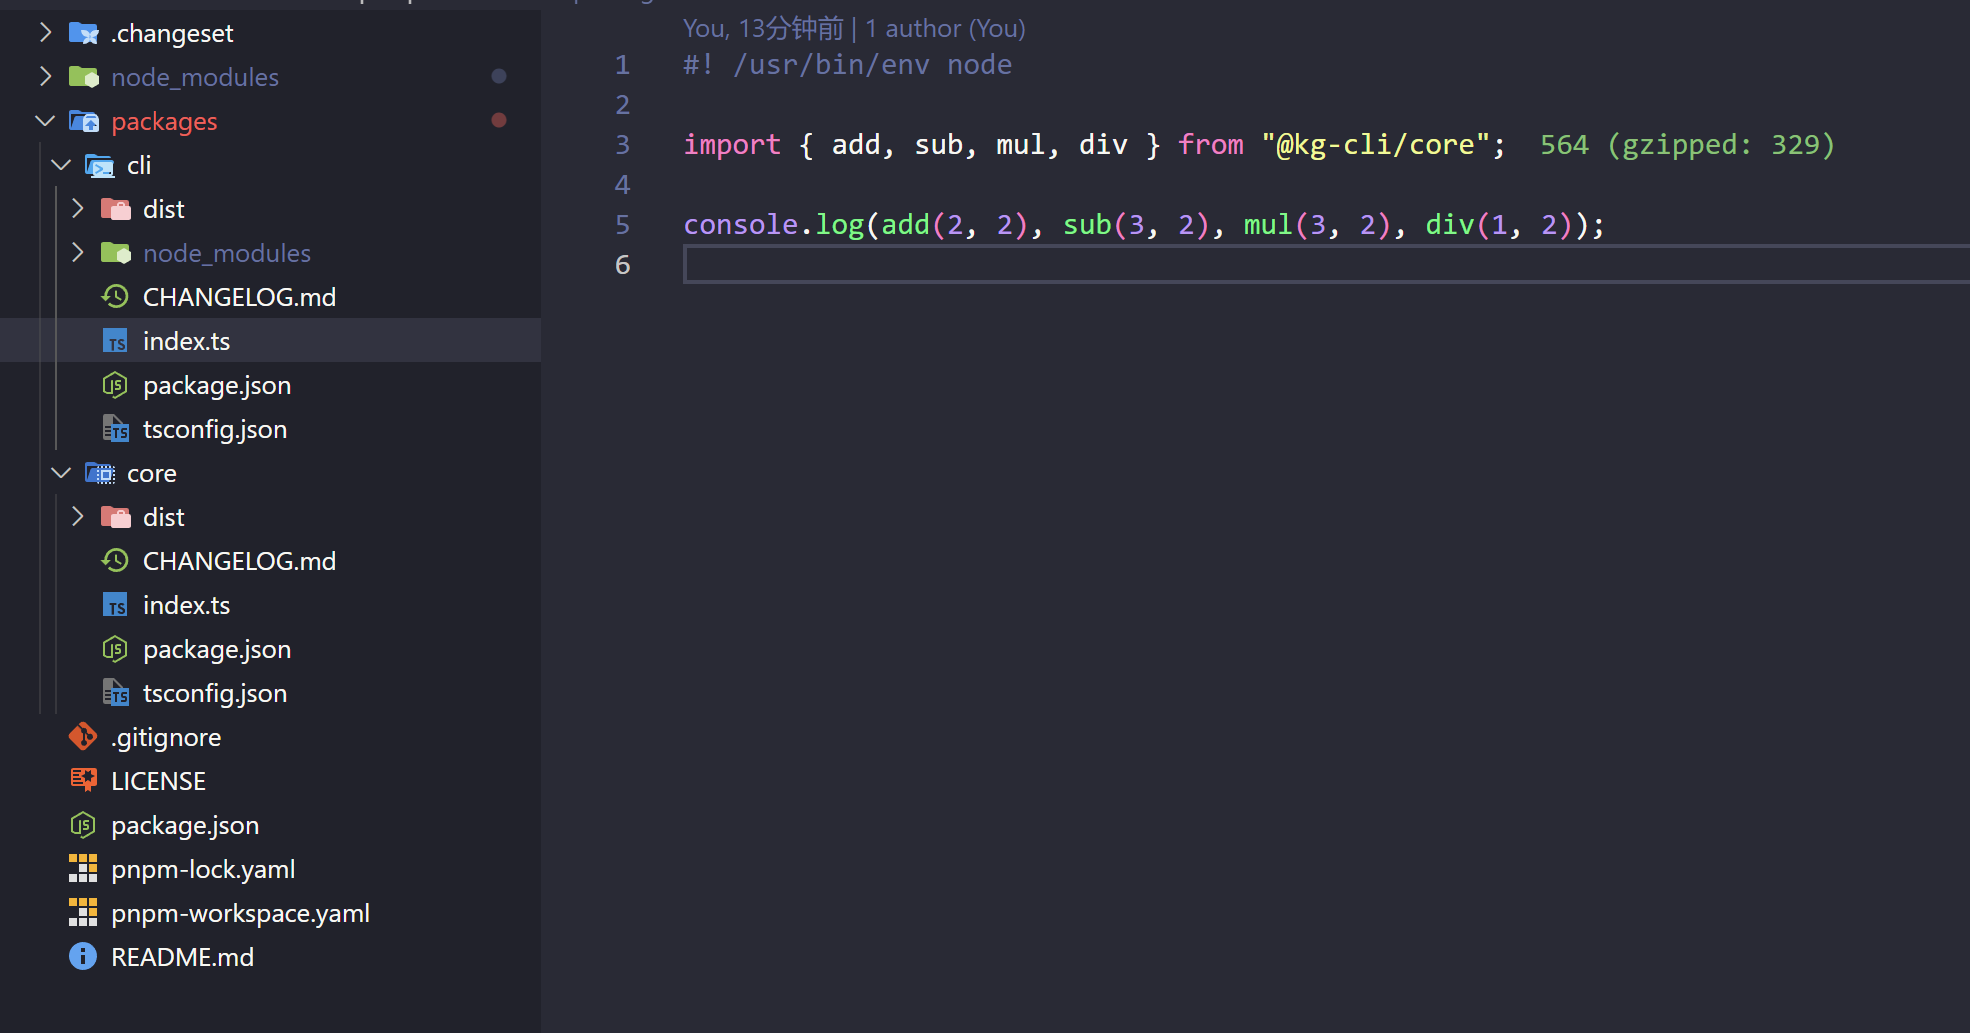 .changeset
node_modules
packages
cli
dist
node_modules
CHANGELOG.md
index.ts
package.json
tsconfig.json
core
dist
CHANGELOG.md
index.ts
package.json
tsconfig.json
.gitignore
LICENSE
package.json
pnpm-lock.yaml
pnpm-workspace.yaml
README.md
You, 13分钟前 | 1 author (You)
1 #! /usr/bin/env node
2
3 import { add, sub, mul, div } from "@kg-cli/core"; 564 (gzipped: 329)
4
5 console.log(add(2, 2), sub(3, 2), mul(3, 2), div(1, 2));
6